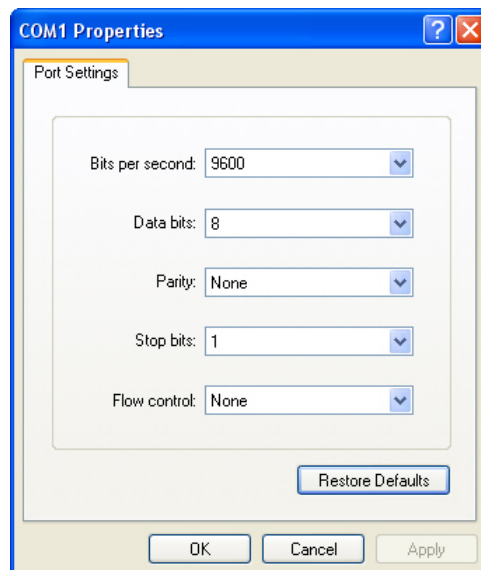 COM1 Properties
Port Settings
Bits per second: 9600
Data bits: 8
Parity: None
Stop bits: 1
Flow control: None
Restore Defaults
OK Cancel Apply